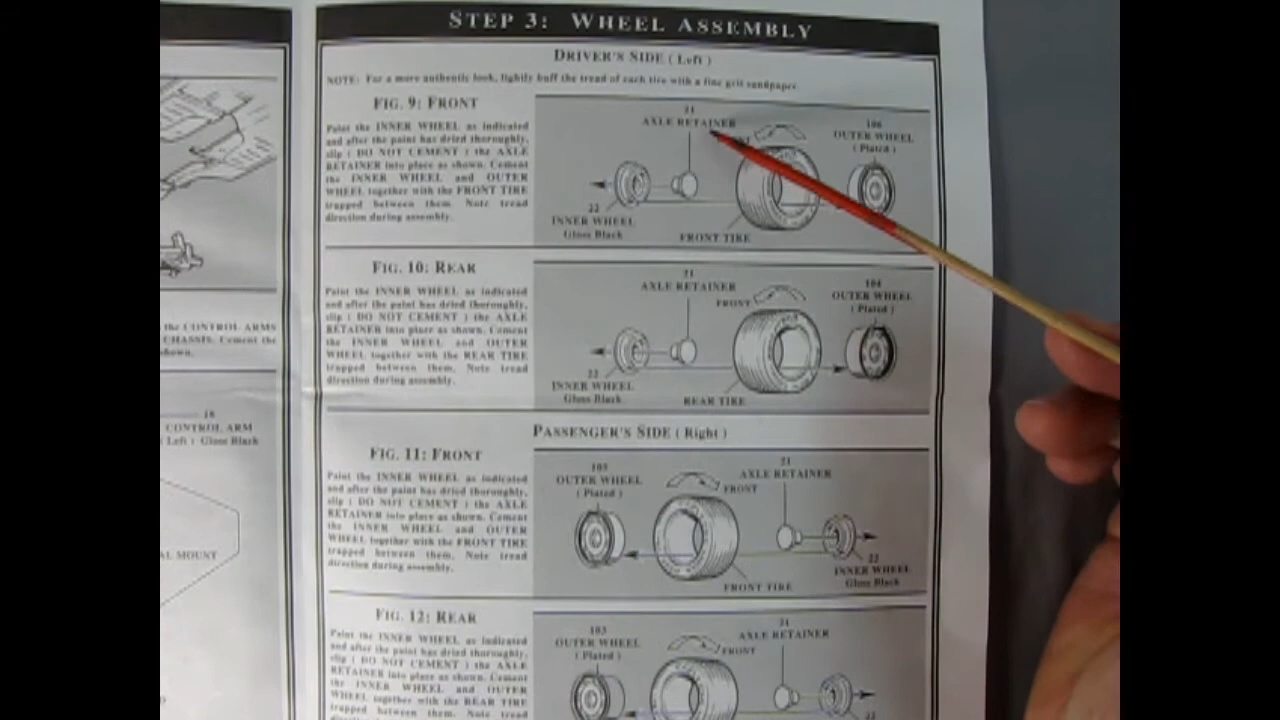 STEP 3: WHEEL ASSEMBLY
DRIVER'S SIDE ( Left )
NOTE: For a more authentic look, lightly buff the tread of each tire with a fine grit sandpaper.
FIG. 9: FRONT
Paint the INNER WHEEL as indicated
and after the paint has dried thoroughly,
slip ( DO NOT CEMENT ) the AXLE
RETAINER into place as shown. Cement
the INNER WHEEL and OUTER
WHEEL together with the FRONT TIRE
trapped between them. Note tread
direction during assembly.
21
AXLE RETAINER
106
OUTER WHEEL
( Plated )
22
INNER WHEEL
Gloss Black
FRONT TIRE
FIG. 10: REAR
Paint the INNER WHEEL as indicated
and after the paint has dried thoroughly,
slip ( DO NOT CEMENT ) the AXLE
RETAINER into place as shown. Cement
the INNER WHEEL and OUTER
WHEEL together with the REAR TIRE
trapped between them. Note tread
direction during assembly.
21
AXLE RETAINER
FRONT
104
OUTER WHEEL
( Plated )
22
INNER WHEEL
Gloss Black
REAR TIRE
PASSENGER'S SIDE ( Right )
FIG. 11: FRONT
Paint the INNER WHEEL as indicated
and after the paint has dried thoroughly,
slip ( DO NOT CEMENT ) the AXLE
RETAINER into place as shown. Cement
the INNER WHEEL and OUTER
WHEEL together with the FRONT TIRE
trapped between them. Note tread
direction during assembly.
105
OUTER WHEEL
( Plated )
FRONT
21
AXLE RETAINER
22
INNER WHEEL
Gloss Black
FRONT TIRE
FIG. 12: REAR
Paint the INNER WHEEL as indicated
and after the paint has dried thoroughly,
slip ( DO NOT CEMENT ) the AXLE
RETAINER into place as shown. Cement
the INNER WHEEL and OUTER
WHEEL together with the REAR TIRE
trapped between them. Note tread
103
OUTER WHEEL
( Plated )
FRONT
21
AXLE RETAINER
22
the CONTROL ARMS
CHASSIS. Cement the
shown.
18
CONTROL ARM
( Left ) Gloss Black
AL MOUNT